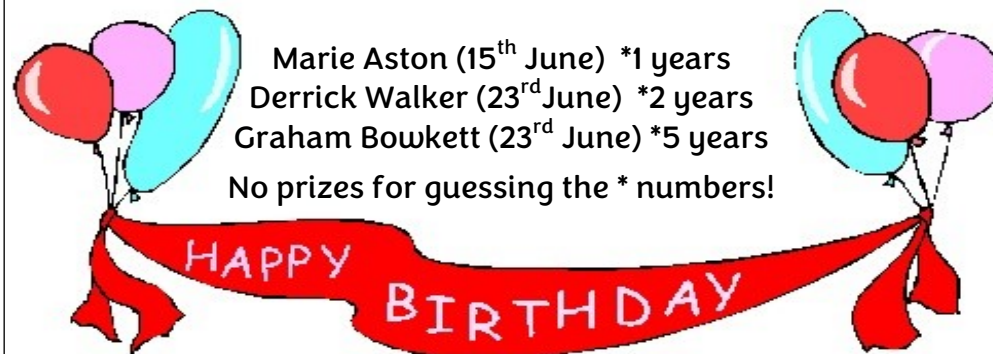 Marie Aston (15th June) *1 years
Derrick Walker (23rd June) *2 years
Graham Bowkett (23rd June) *5 years
No prizes for guessing the * numbers!
HAPPY
BIRTHDAY